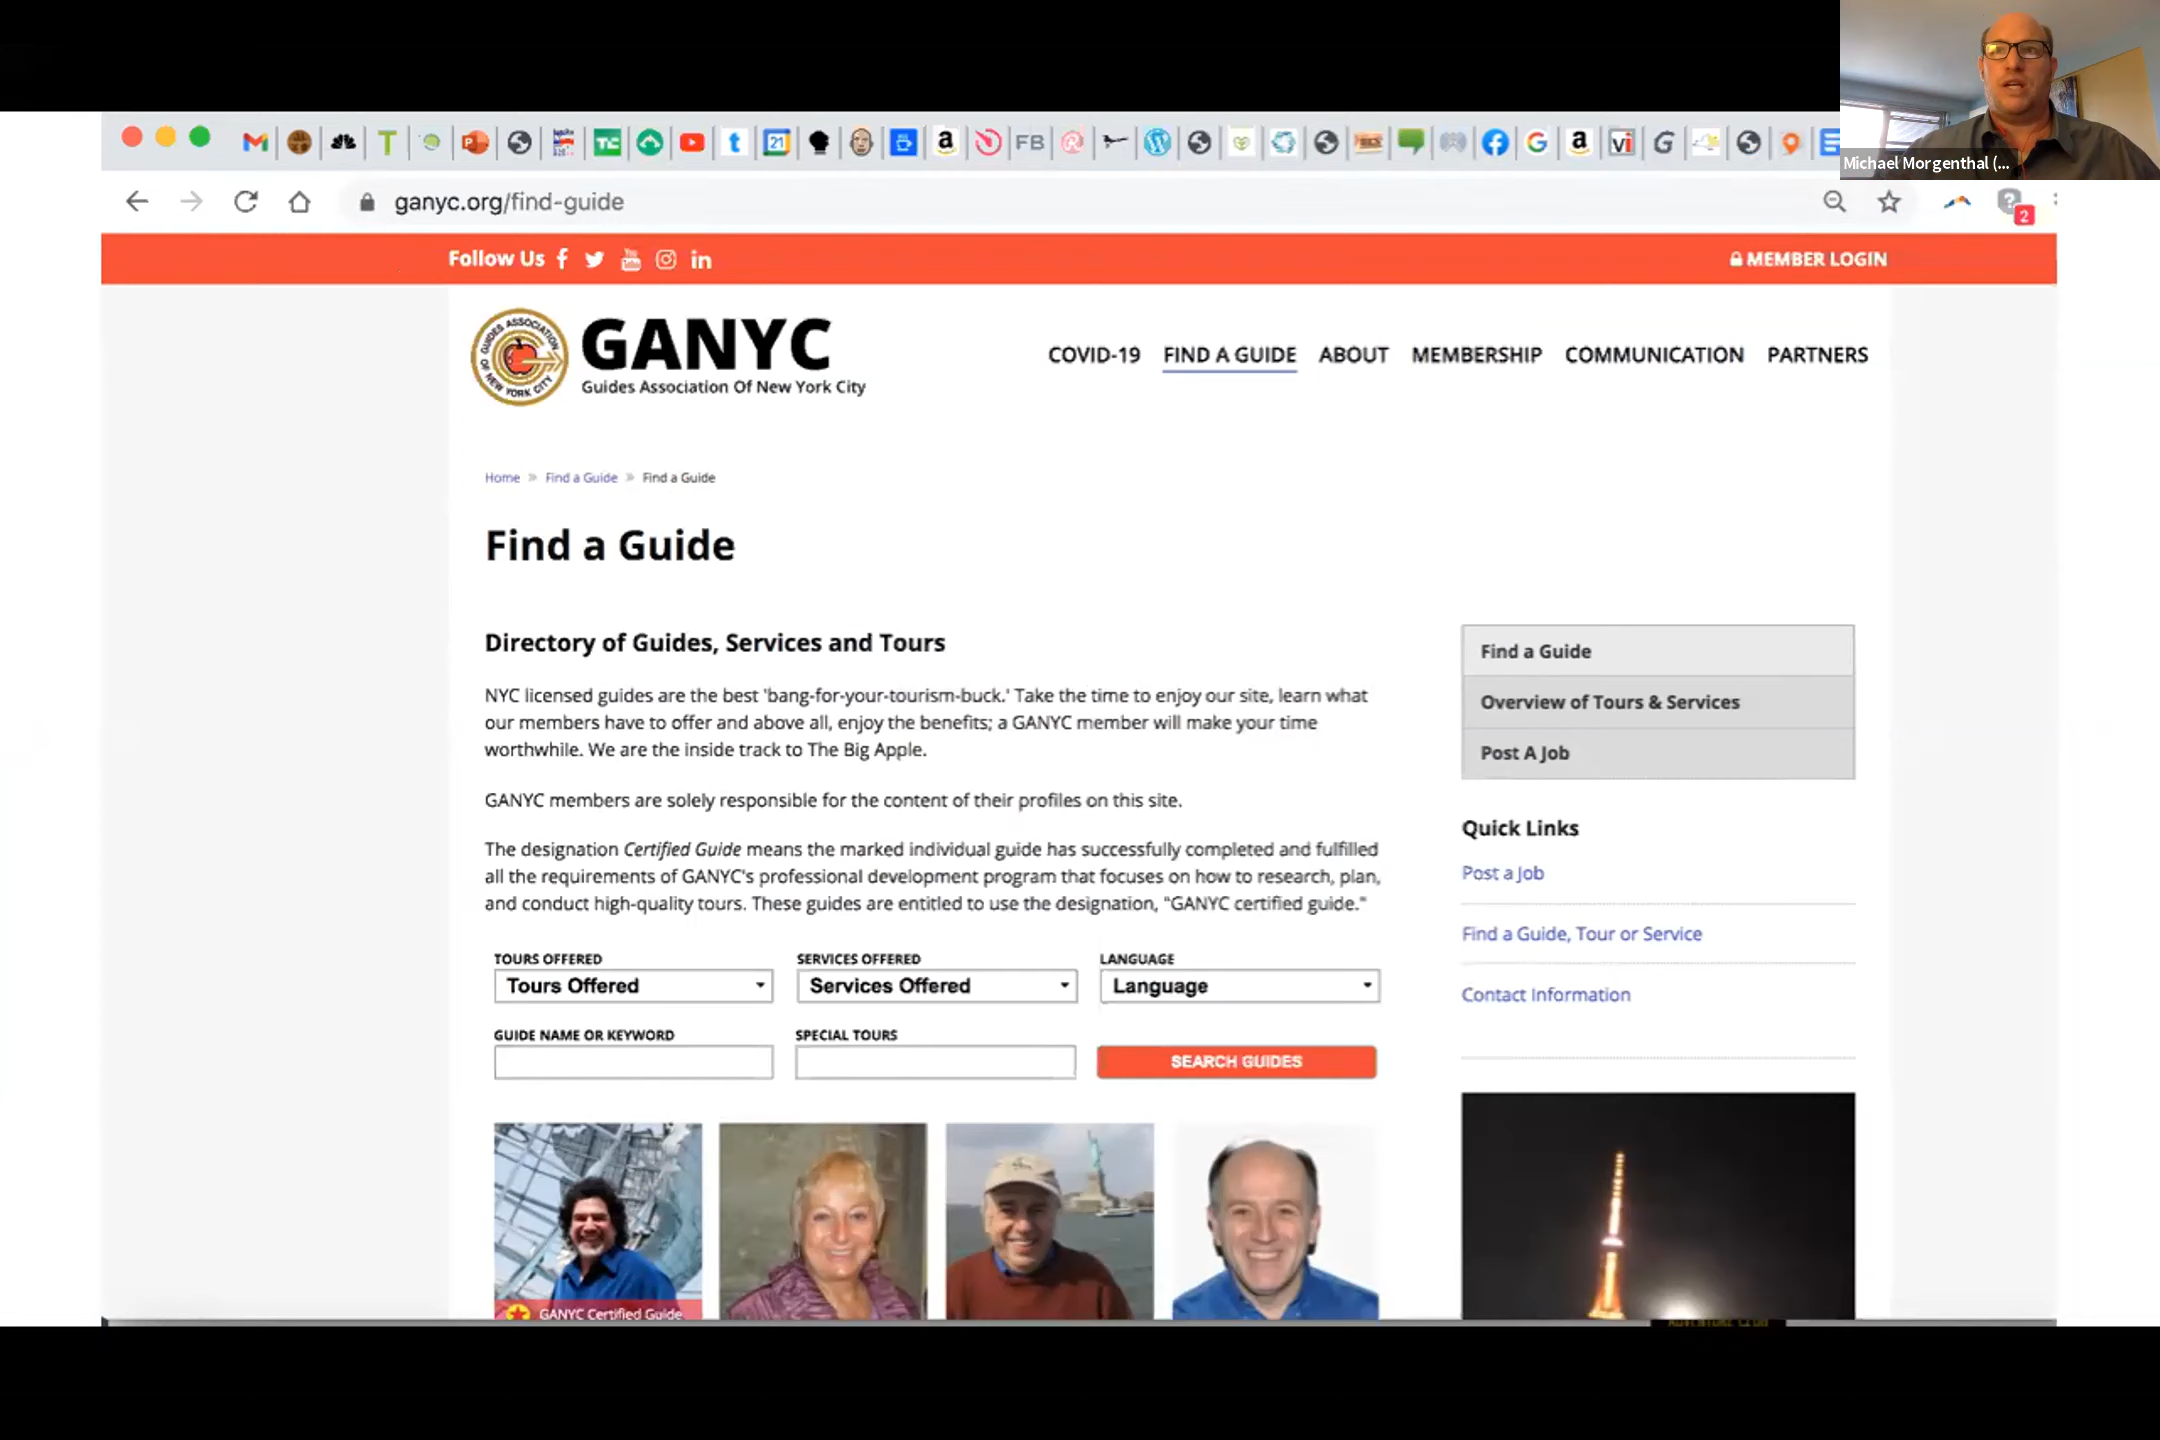 Michael Morgenthal (...
21
FB
ganyc.org/find-guide
2
Follow Us
MEMBER LOGIN
GUIDES ASSOCIATION OF NEW YORK CITY
GANYC
Guides Association Of New York City
COVID-19 FIND A GUIDE ABOUT MEMBERSHIP COMMUNICATION PARTNERS
Home » Find a Guide » Find a Guide
Find a Guide
Directory of Guides, Services and Tours
NYC licensed guides are the best 'bang-for-your-tourism-buck.' Take the time to enjoy our site, learn what
our members have to offer and above all, enjoy the benefits; a GANYC member will make your time
worthwhile. We are the inside track to The Big Apple.
GANYC members are solely responsible for the content of their profiles on this site.
The designation Certified Guide means the marked individual guide has successfully completed and fulfilled
all the requirements of GANYC's professional development program that focuses on how to research, plan,
and conduct high-quality tours. These guides are entitled to use the designation, "GANYC certified guide."
TOURS OFFERED SERVICES OFFERED LANGUAGE
Tours Offered Services Offered Language
GUIDE NAME OR KEYWORD SPECIAL TOURS
SEARCH GUIDES
GANYC Certified Guide
Find a Guide
Overview of Tours & Services
Post A Job
Quick Links
Post a Job
Find a Guide, Tour or Service
Contact Information